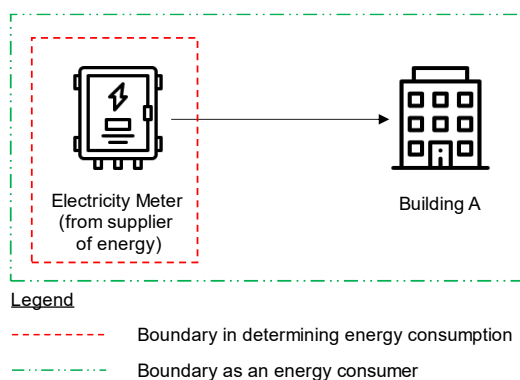 Electricity Meter
(from supplier
of energy)
Building A
Legend
Boundary in determining energy consumption
Boundary as an energy consumer